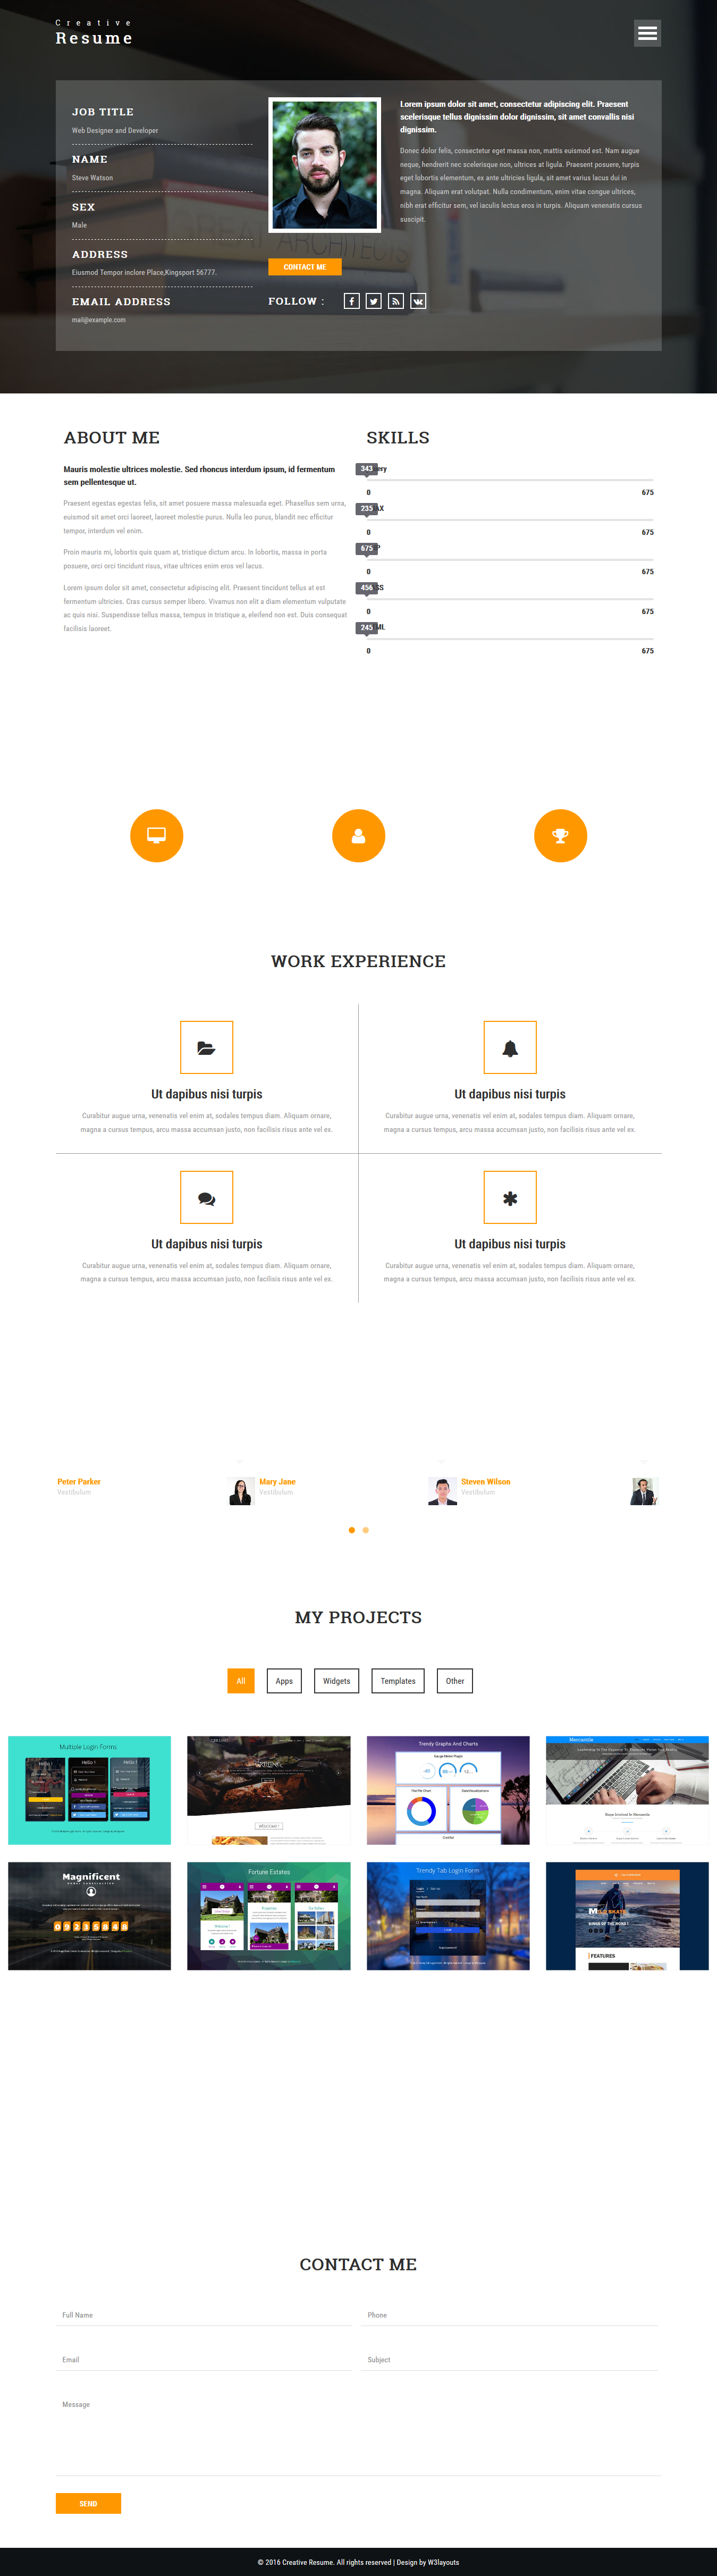 Creative
Resume
JOB TITLE
Web Designer and Developer
NAME
Steve Watson
SEX
Male
ADDRESS
Eiusmod Tempor inclore Place,Kingsport 56777.
EMAIL ADDRESS
mail@example.com
CONTACT ME
FOLLOW :
Lorem ipsum dolor sit amet, consectetur adipiscing elit. Praesent
scelerisque tellus dignissim dolor dignissim, sit amet convallis nisi
dignissim.
Donec dolor felis, consectetur eget massa non, mattis euismod est. Nam augue
neque, hendrerit nec scelerisque non, ultrices at ligula. Praesent posuere, turpis
eget lobortis elementum, ex ante ultricies ligula, sit amet varius lacus dui in
magna. Aliquam erat volutpat. Nulla condimentum, enim vitae congue ultrices,
nibh erat efficitur sem, vel iaculis lectus eros in turpis. Aliquam venenatis cursus
suscipit.
ARCHITECTS
ABOUT ME
Mauris molestie ultrices molestie. Sed rhoncus interdum ipsum, id fermentum
sem pellentesque ut.
Praesent egestas egestas felis, sit amet posuere massa malesuada eget. Phasellus sem urna,
euismod sit amet orci laoreet, laoreet molestie purus. Nulla leo purus, blandit nec efficitur
tempor, interdum vel enim.
Proin mauris mi, lobortis quis quam at, tristique dictum arcu. In lobortis, massa in porta
posuere, orci orci tincidunt risus, vitae ultrices enim eros vel lacus.
Lorem ipsum dolor sit amet, consectetur adipiscing elit. Praesent tincidunt tellus at est
fermentum ultricies. Cras cursus semper libero. Vivamus non elit a diam elementum vulputate
ac quis nisi. Suspendisse tellus massa, tempus in tristique a, eleifend non est. Duis consequat
facilisis laoreet.
SKILLS
343
0 675
235
0 675
675
0 675
456
0 675
245
0 675
WORK EXPERIENCE
Ut dapibus nisi turpis
Curabitur augue urna, venenatis vel enim at, sodales tempus diam. Aliquam ornare,
magna a cursus tempus, arcu massa accumsan justo, non facilisis risus ante vel ex.
Ut dapibus nisi turpis
Curabitur augue urna, venenatis vel enim at, sodales tempus diam. Aliquam ornare,
magna a cursus tempus, arcu massa accumsan justo, non facilisis risus ante vel ex.
Ut dapibus nisi turpis
Curabitur augue urna, venenatis vel enim at, sodales tempus diam. Aliquam ornare,
magna a cursus tempus, arcu massa accumsan justo, non facilisis risus ante vel ex.
Ut dapibus nisi turpis
Curabitur augue urna, venenatis vel enim at, sodales tempus diam. Aliquam ornare,
magna a cursus tempus, arcu massa accumsan justo, non facilisis risus ante vel ex.
Peter Parker
Vestibulum
Mary Jane
Vestibulum
Steven Wilson
Vestibulum
MY PROJECTS
All Apps Widgets Templates Other
Multiple Login Forms
Hello ! Hello ! Hello !
Trendy Graphs And Charts
Mercantile
Magnificent
Fortune Estates
Trendy Tab Login Form
FEATURES
CONTACT ME
Full Name
Phone
Email
Subject
Message
SEND
© 2016 Creative Resume. All rights reserved | Design by W3layouts